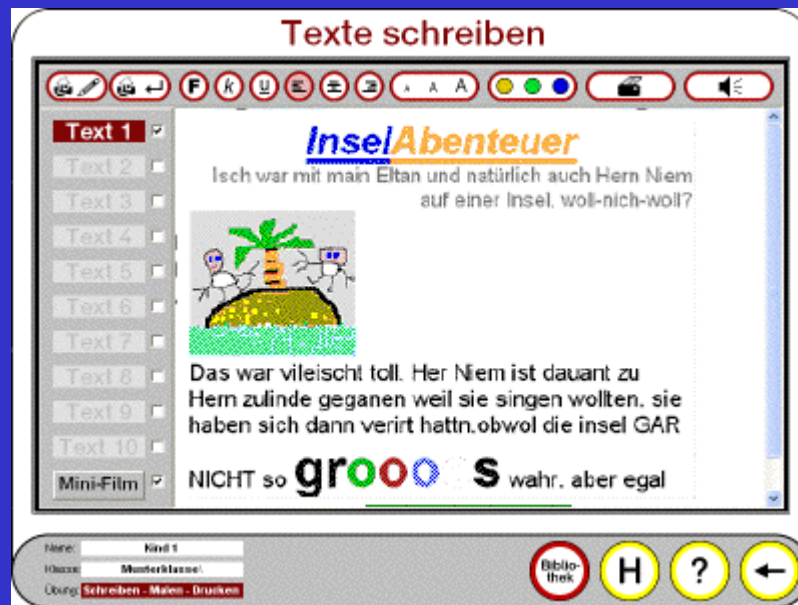 Texte schreiben
F k U A A A
Text 1
Text 2
Text 3
Text 4
Text 5
Text 6
Text 7
Text 8
Text 9
Text 10
Mini-Film
InselAbenteuer
Isch war mit main Eltan und natürlich auch Hern Niem
auf einer Insel, woll-nich-woll?
Das war vileischt toll. Her Niem ist dauant zu
Hern zulinde geganen weil sie singen wollten, sie
haben sich dann verirt hattn,obwol die insel GAR
NICHT so grooo s wahr, aber egal
Name: Kind 1
Klasse: Musterklasse\
Übung: Schreiben - Malen - Drucken
Biblio-
thek
H ?